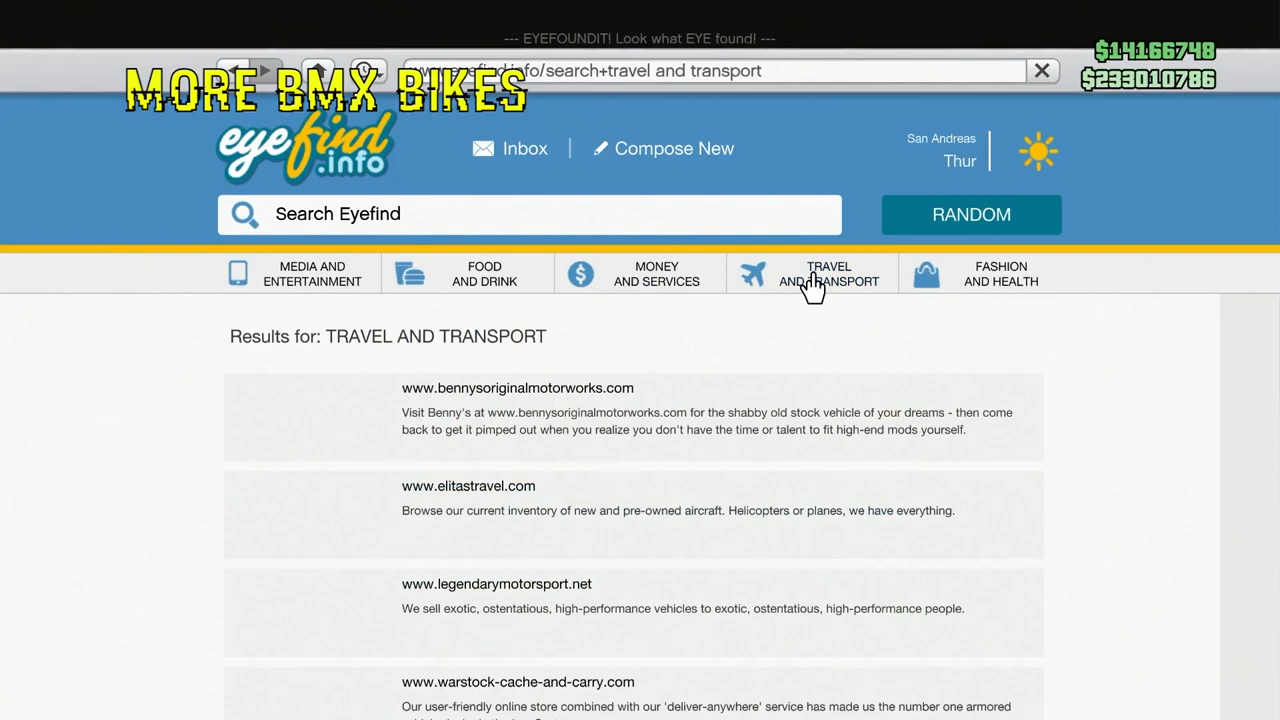 --- EYEFOUNDIT! Look what EYE found! ---
$14166748
$233010786
www.eyefind.info/search+travel and transport
MORE BMX BIKES
eyefind.info
Inbox
Compose New
San Andreas
Thur
Search Eyefind
RANDOM
MEDIA AND
ENTERTAINMENT
FOOD
AND DRINK
MONEY
AND SERVICES
TRAVEL
AND TRANSPORT
FASHION
AND HEALTH
Results for: TRAVEL AND TRANSPORT
www.bennysoriginalmotorworks.com
Visit Benny's at www.bennysoriginalmotorworks.com for the shabby old stock vehicle of your dreams - then come
back to get it pimped out when you realize you don't have the time or talent to fit high-end mods yourself.
www.elitastravel.com
Browse our current inventory of new and pre-owned aircraft. Helicopters or planes, we have everything.
www.legendarymotorsport.net
We sell exotic, ostentatious, high-performance vehicles to exotic, ostentatious, high-performance people.
www.warstock-cache-and-carry.com
Our user-friendly online store combined with our 'deliver-anywhere' service has made us the number one armored